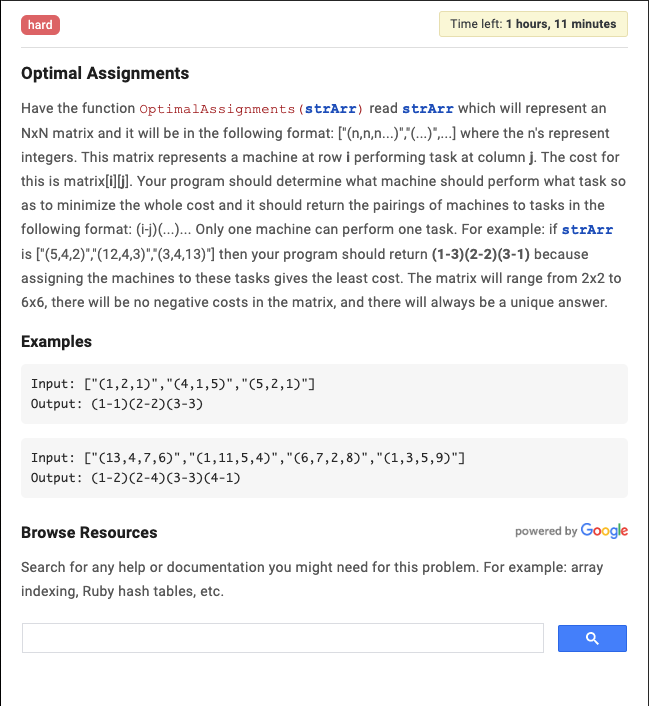 hard
Time left: 1 hours, 11 minutes
Optimal Assignments
Have the function OptimalAssignments(strArr) read strArr which will represent an
NxN matrix and it will be in the following format: ["(n,n,n...)","(...)",...] where the n's represent
integers. This matrix represents a machine at row i performing task at column j. The cost for
this is matrix[i][j]. Your program should determine what machine should perform what task so
as to minimize the whole cost and it should return the pairings of machines to tasks in the
following format: (i-j)(...)... Only one machine can perform one task. For example: if strArr
is ["(5,4,2)","(12,4,3)","(3,4,13)"] then your program should return (1-3)(2-2)(3-1) because
assigning the machines to these tasks gives the least cost. The matrix will range from 2x2 to
6x6, there will be no negative costs in the matrix, and there will always be a unique answer.
Examples
Input: ["(1,2,1)","(4,1,5)","(5,2,1)"]
Output: (1-1)(2-2)(3-3)
Input: ["(13,4,7,6)","(1,11,5,4)","(6,7,2,8)","(1,3,5,9)"]
Output: (1-2)(2-4)(3-3)(4-1)
Browse Resources
powered by Google
Search for any help or documentation you might need for this problem. For example: array
indexing, Ruby hash tables, etc.